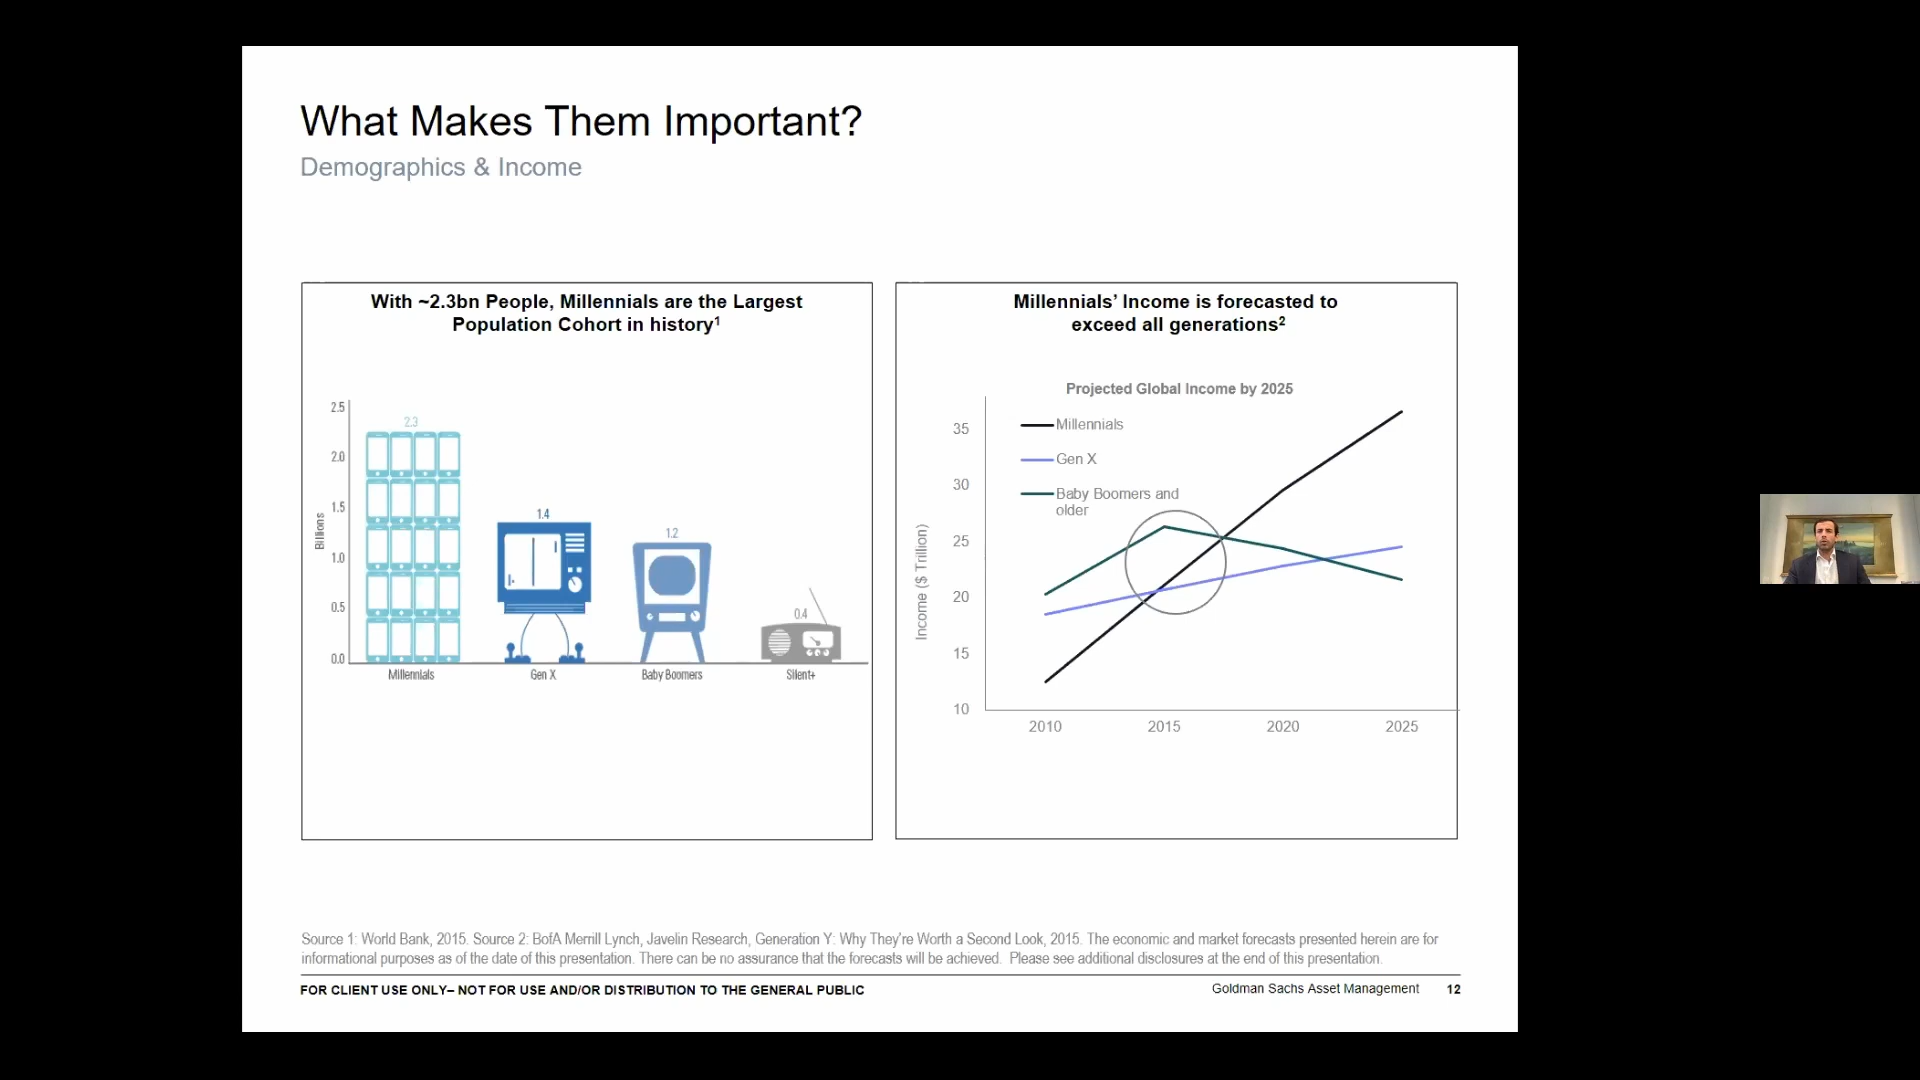 What Makes Them Important?
Demographics & Income
With ~2.3bn People, Millennials are the Largest
Population Cohort in history¹
2.5
2.0
1.5
1.0
0.5
0.0
Billions
2.3
1.4
1.2
0.4
Millennials
Gen X
Baby Boomers
Silent+
Millennials’ Income is forecasted to
exceed all generations²
Projected Global Income by 2025
Millennials
Gen X
Baby Boomers and
older
35
30
25
20
15
10
Income ($ Trillion)
2010
2015
2020
2025
Source 1: World Bank, 2015. Source 2: BofA Merrill Lynch, Javelin Research, Generation Y: Why They're Worth a Second Look, 2015. The economic and market forecasts presented herein are for
informational purposes as of the date of this presentation. There can be no assurance that the forecasts will be achieved. Please see additional disclosures at the end of this presentation.
FOR CLIENT USE ONLY– NOT FOR USE AND/OR DISTRIBUTION TO THE GENERAL PUBLIC
Goldman Sachs Asset Management 12